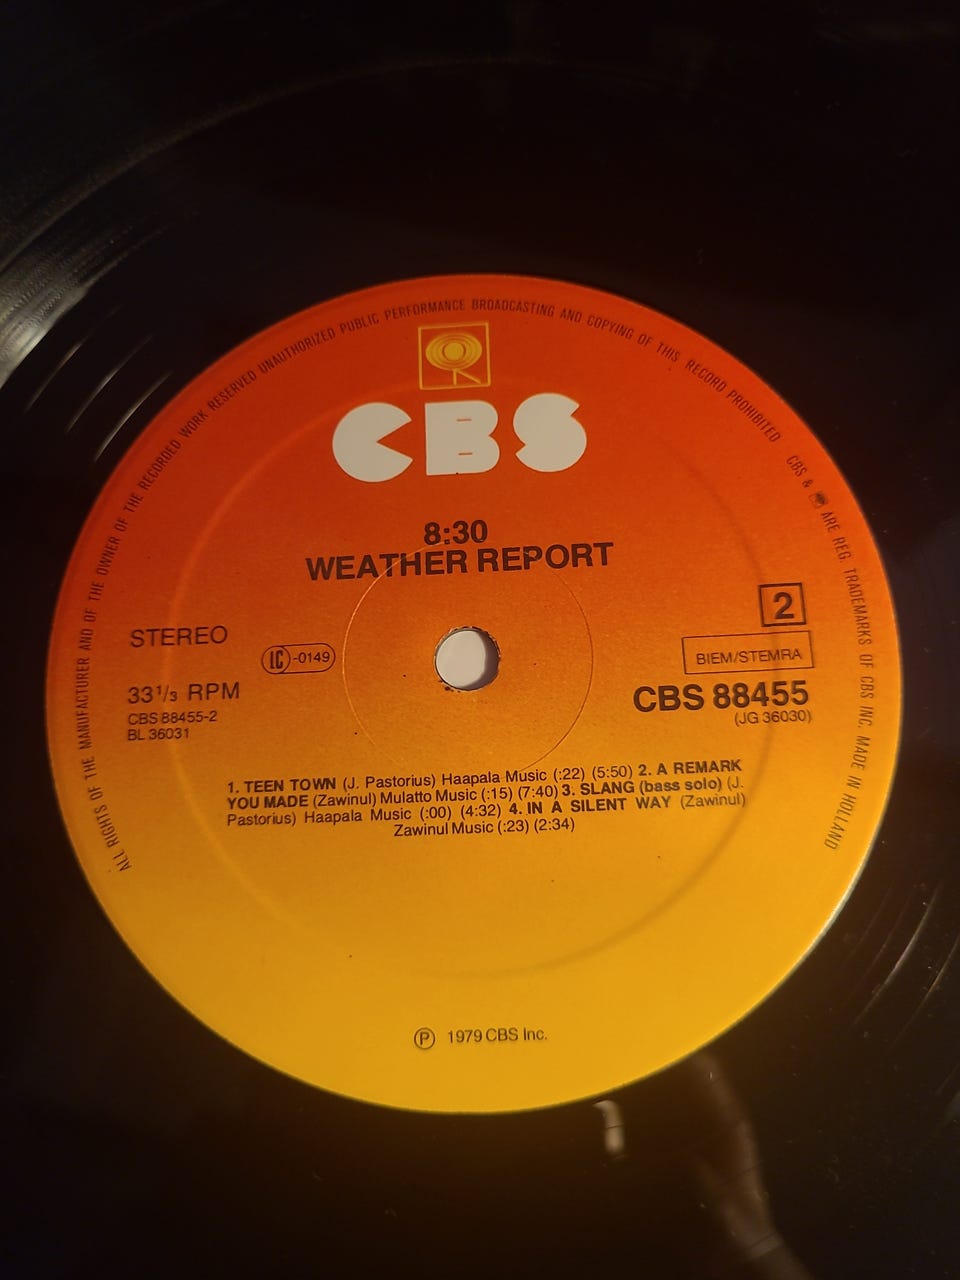 ALL RIGHTS OF THE MANUFACTURER AND OF THE OWNER OF THE RECORDED WORK RESERVED UNAUTHORIZED PUBLIC PERFORMANCE BROADCASTING AND COPYING OF THIS RECORD PROHIBITED
CBS & ARE REG. TRADEMARKS OF CBS INC. MADE IN HOLLAND
CBS
8:30
WEATHER REPORT
2
STEREO
LC-0149
BIEM/STEMRA
33 1/3 RPM
CBS 88455
CBS 88455-2
(JG 36030)
BL 36031
1. TEEN TOWN (J. Pastorius) Haapala Music (:22) (5:50) 2. A REMARK
YOU MADE (Zawinul) Mulatto Music (:15) (7:40) 3. SLANG (bass solo) (J.
Pastorius) Haapala Music (:00) (4:32) 4. IN A SILENT WAY (Zawinul)
Zawinul Music (:23) (2:34)
℗ 1979 CBS Inc.